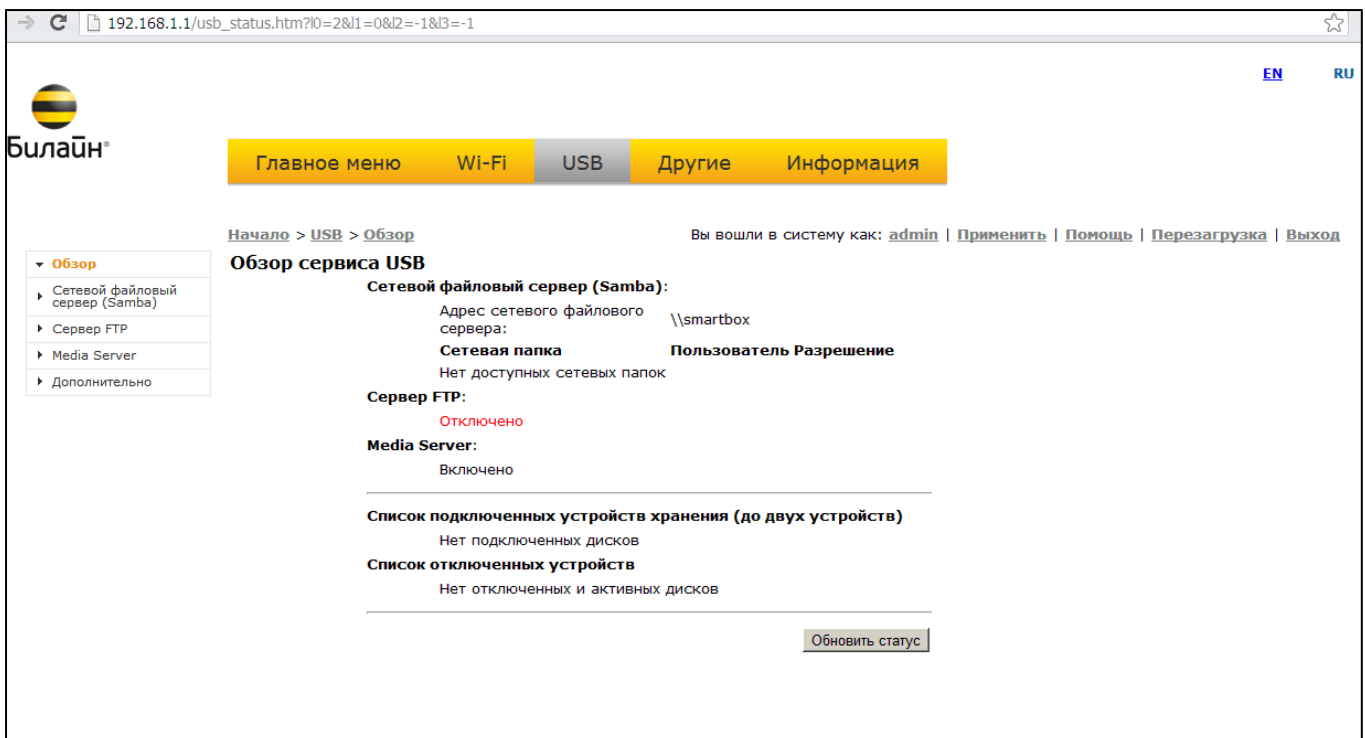 192.168.1.1/usb_status.htm?l0=2&l1=0&l2=-1&l3=-1
EN RU
Билайн®
Главное меню Wi-Fi USB Другие Информация
Начало > USB > Обзор Вы вошли в систему как: admin | Применить | Помощь | Перезагрузка | Выход
Обзор
Сетевой файловый
сервер (Samba)
Сервер FTP
Media Server
Дополнительно
Обзор сервиса USB
Сетевой файловый сервер (Samba):
Адрес сетевого файлового
сервера:
\\smartbox
Сетевая папка Пользователь Разрешение
Нет доступных сетевых папок
Сервер FTP:
Отключено
Media Server:
Включено
Список подключенных устройств хранения (до двух устройств)
Нет подключенных дисков
Список отключенных устройств
Нет отключенных и активных дисков
Обновить статус